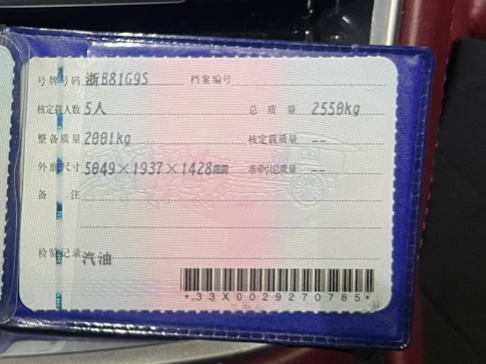 号牌号码 浙B81G9S 档案编号
核定载人数 5人 总质量 2550kg
整备质量 2001kg 核定载质量 --
外廓尺寸 5049×1937×1428mm 准牵引总质量 --
备注
检验记录 汽油
*33X0029270785*